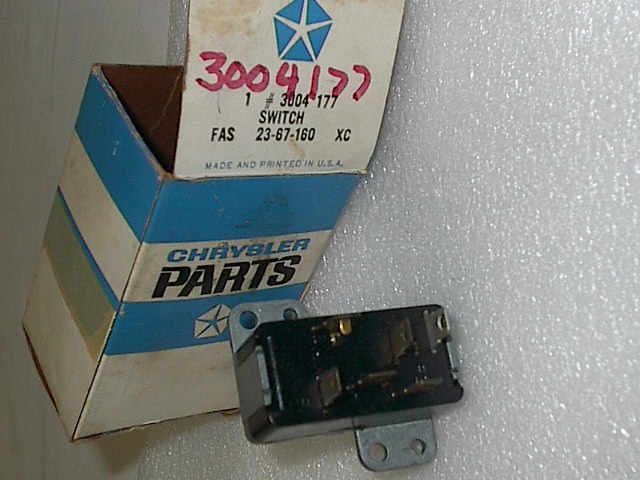 3004177
1 # 3004 177
SWITCH
FAS 23-67-160 XC
MADE AND PRINTED IN U.S.A.
CHRYSLER
PARTS